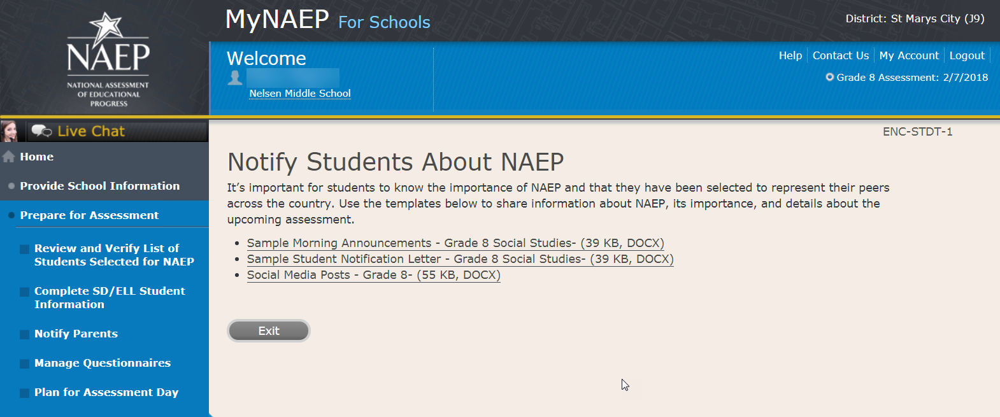 MyNAEP For Schools
District: St Marys City (J9)
NAEP
NATIONAL ASSESSMENT
OF EDUCATIONAL
PROGRESS
Welcome
Nelsen Middle School
Help Contact Us My Account Logout
Grade 8 Assessment: 2/7/2018
Live Chat
Home
Provide School Information
Prepare for Assessment
Review and Verify List of
Students Selected for NAEP
Complete SD/ELL Student
Information
Notify Parents
Manage Questionnaires
Plan for Assessment Day
ENC-STDT-1
Notify Students About NAEP
It’s important for students to know the importance of NAEP and that they have been selected to represent their peers
across the country. Use the templates below to share information about NAEP, its importance, and details about the
upcoming assessment.
• Sample Morning Announcements - Grade 8 Social Studies- (39 KB, DOCX)
• Sample Student Notification Letter - Grade 8 Social Studies- (39 KB, DOCX)
• Social Media Posts - Grade 8- (55 KB, DOCX)
Exit